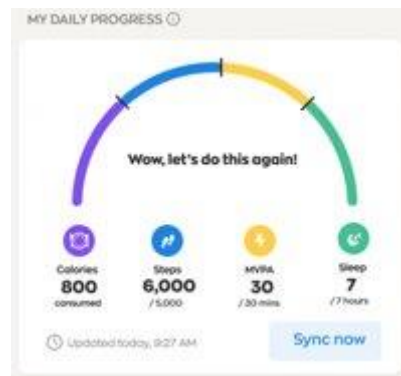 MY DAILY PROGRESS
Wow, let's do this again!
Calories Steps MVPA Sleep
800 6,000 30 7
consumed / 5,000 / 30 mins / 7 hours
Updated today, 9:27 AM
Sync now